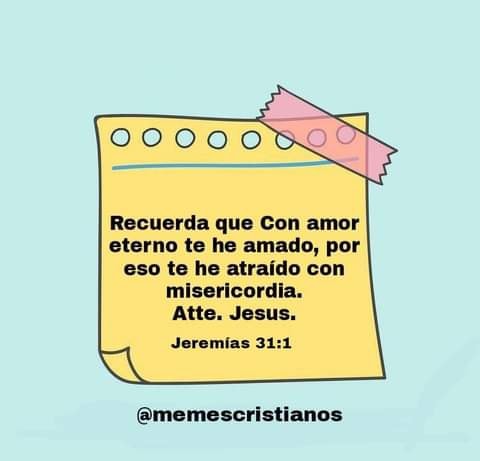 Recuerda que Con amor
eterno te he amado, por
eso te he atraído con
misericordia.
Atte. Jesus.
Jeremías 31:1
@memescristianos